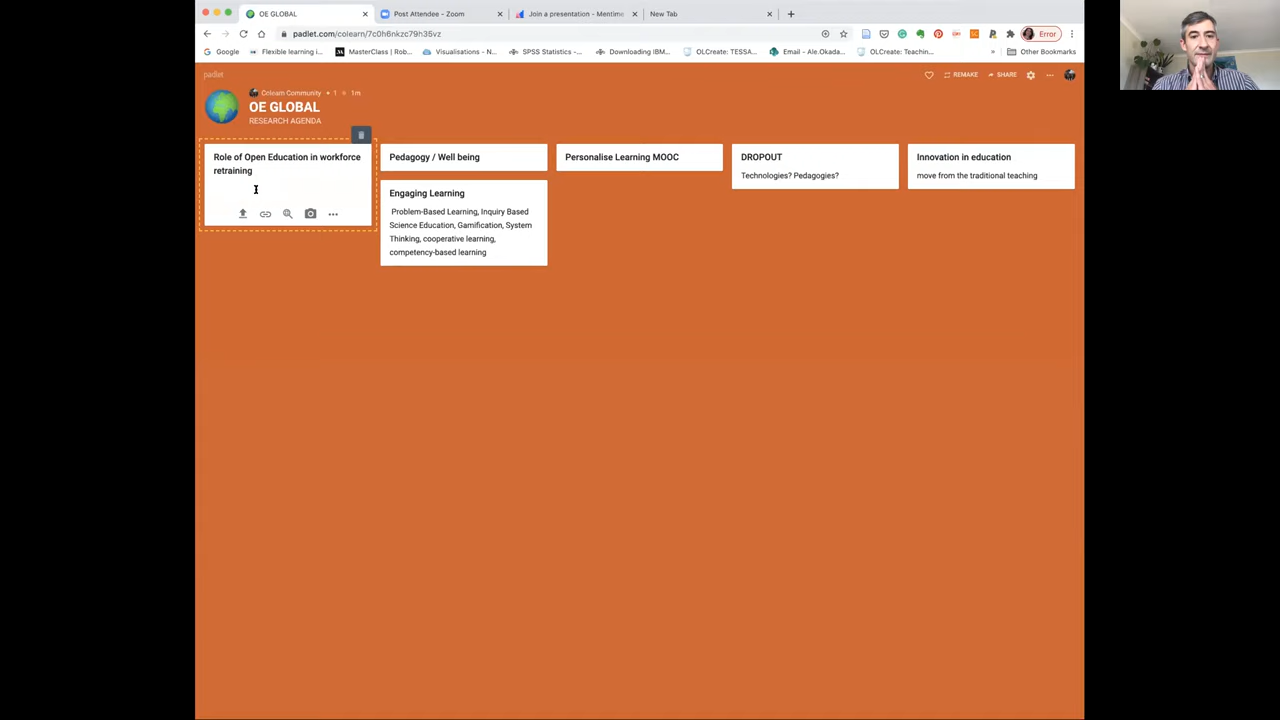 OE GLOBAL
Post Attendee - Zoom
Join a presentation - Mentime
New Tab
padlet.com/colearn/7c0h6nkzc79h35vz
Error
Google
Flexible learning i...
MasterClass | Rob...
Visualisations - N...
SPSS Statistics -...
Downloading IBM...
OLCreate: TESSA...
Email - Ale.Okada...
OLCreate: Teachin...
Other Bookmarks
padlet
REMAKE
SHARE
Colearn Community • 1 1m
OE GLOBAL
RESEARCH AGENDA
Role of Open Education in workforce
retraining
Pedagogy / Well being
Engaging Learning
Problem-Based Learning, Inquiry Based
Science Education, Gamification, System
Thinking, cooperative learning,
competency-based learning
Personalise Learning MOOC
DROPOUT
Technologies? Pedagogies?
Innovation in education
move from the traditional teaching